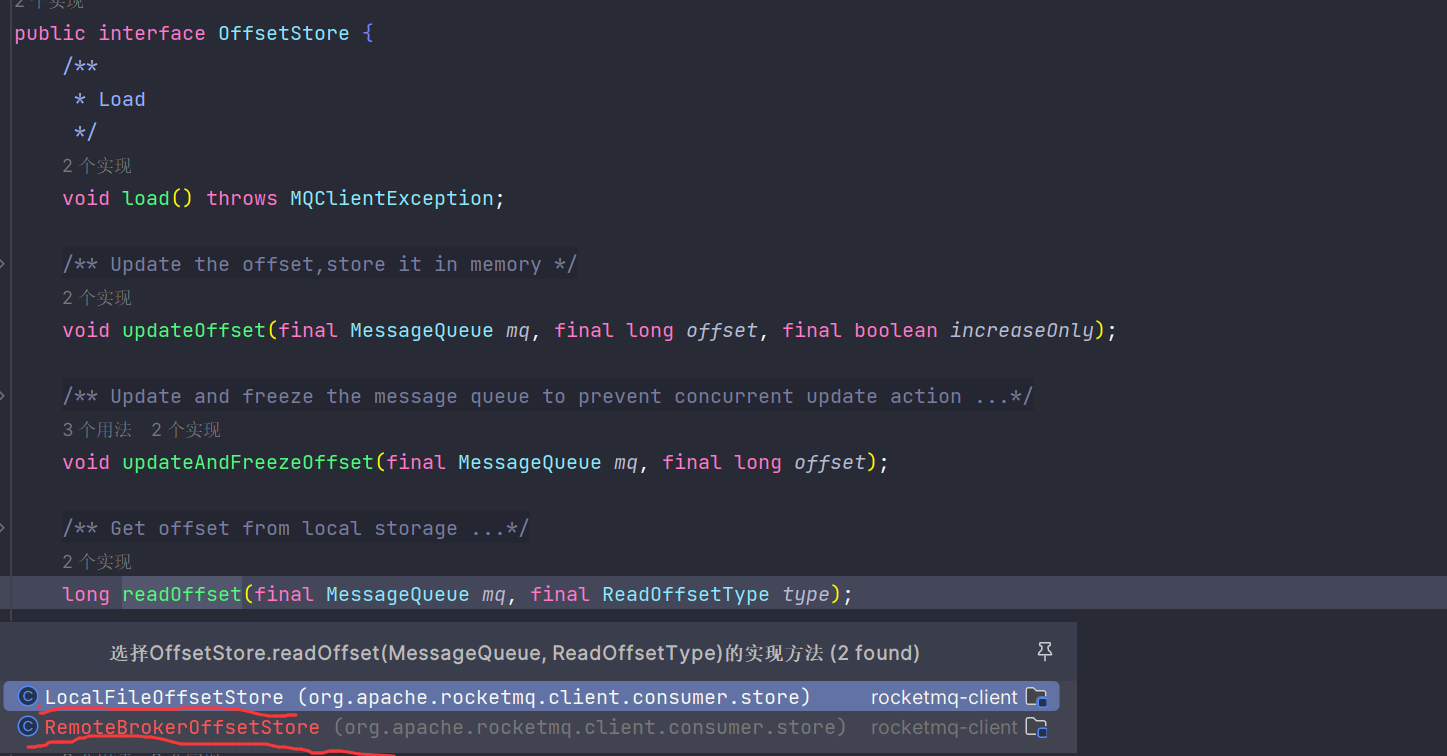 2 个实现
public interface OffsetStore {
/**
* Load
*/
2 个实现
void load() throws MQClientException;
/** Update the offset,store it in memory */
2 个实现
void updateOffset(final MessageQueue mq, final long offset, final boolean increaseOnly);
/** Update and freeze the message queue to prevent concurrent update action ...*/
3 个用法 2 个实现
void updateAndFreezeOffset(final MessageQueue mq, final long offset);
/** Get offset from local storage ...*/
2 个实现
long readOffset(final MessageQueue mq, final ReadOffsetType type);
选择OffsetStore.readOffset(MessageQueue, ReadOffsetType)的实现方法 (2 found)
LocalFileOffsetStore (org.apache.rocketmq.client.consumer.store) rocketmq-client
RemoteBrokerOffsetStore (org.apache.rocketmq.client.consumer.store) rocketmq-client